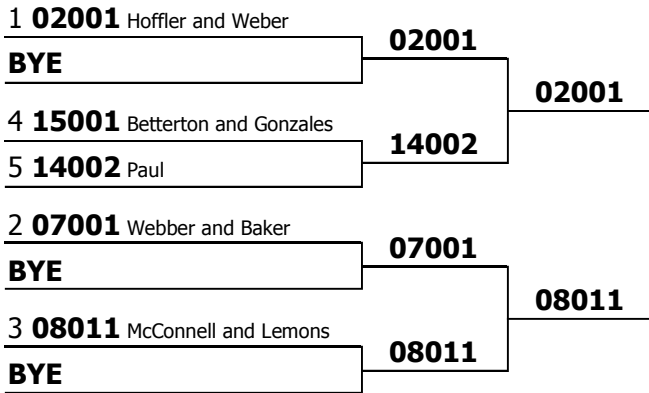 1 02001 Hoffler and Weber
BYE
02001
02001
4 15001 Betterton and Gonzales
14002
5 14002 Paul
2 07001 Webber and Baker
07001
BYE
08011
3 08011 McConnell and Lemons
08011
BYE